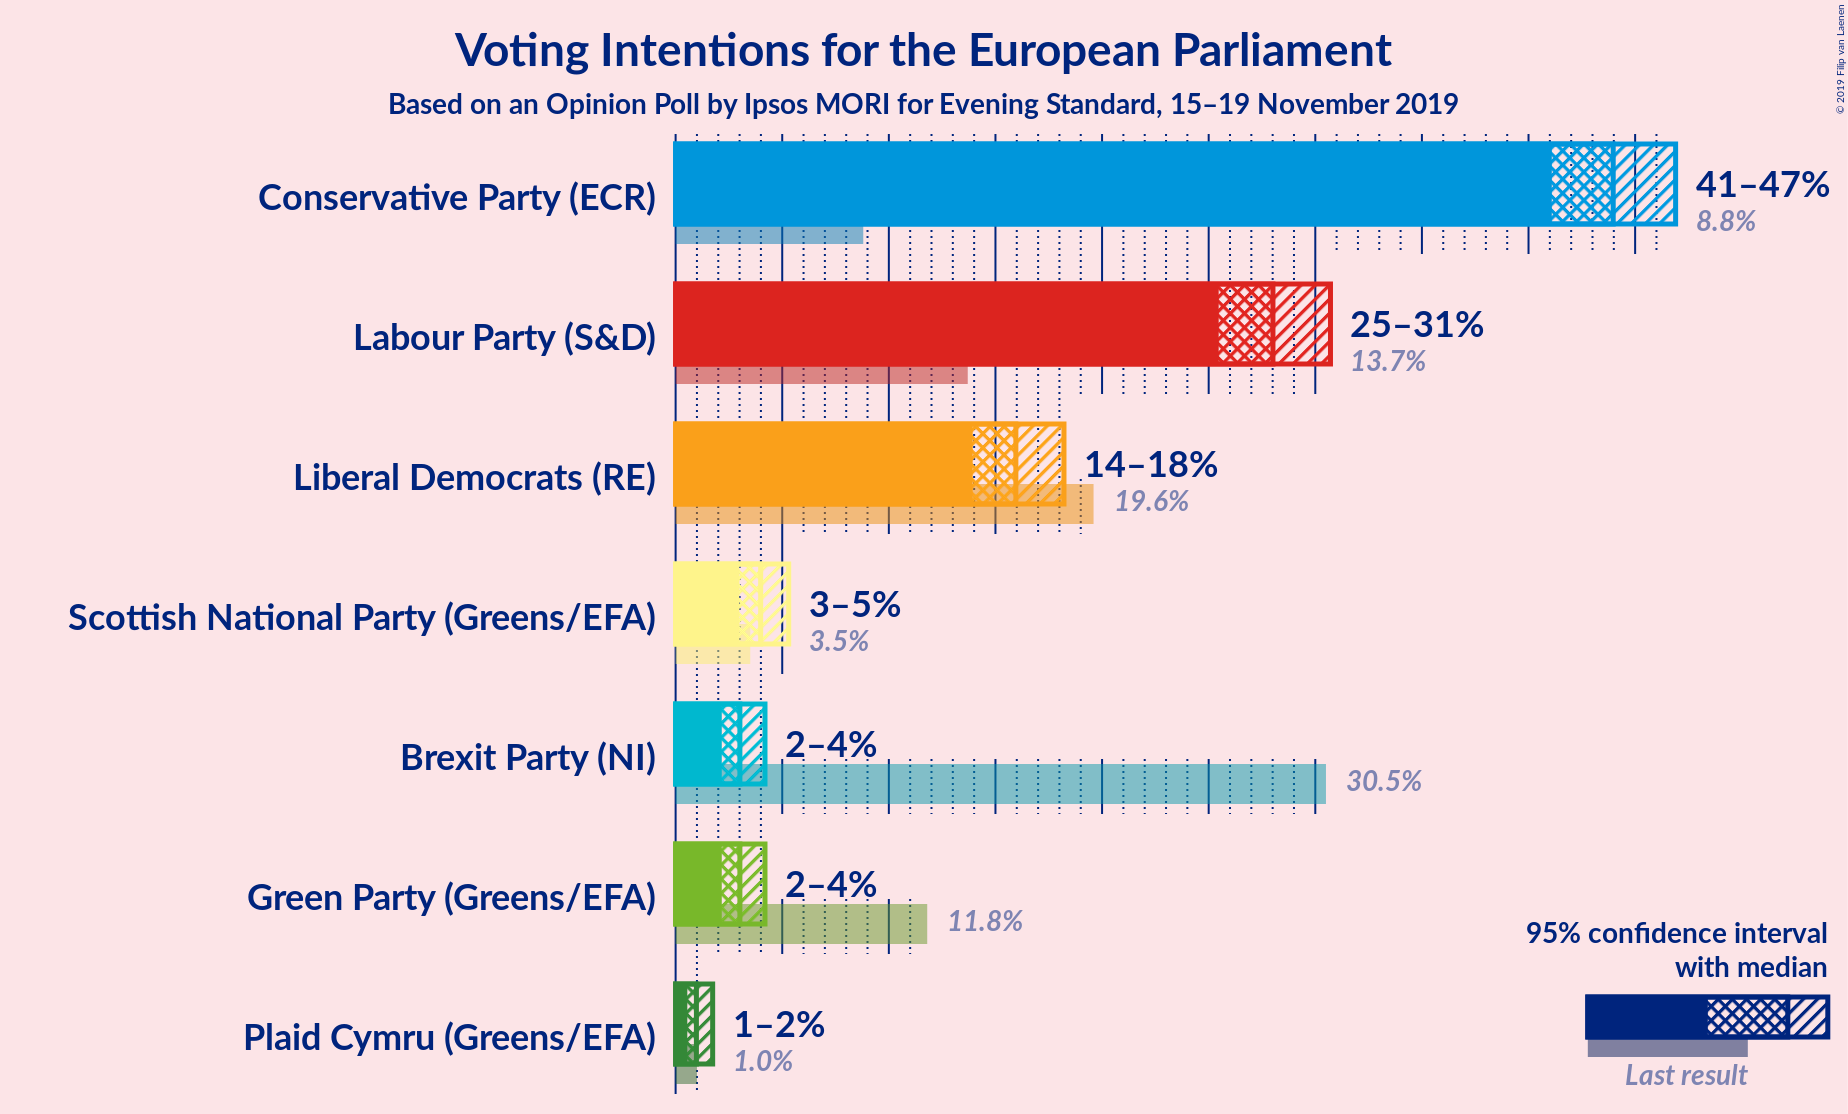 Voting Intentions for the European Parliament
Based on an Opinion Poll by Ipsos MORI for Evening Standard, 15–19 November 2019
© 2019 Filip van Laenen
Conservative Party (ECR)
41–47%
8.8%
Labour Party (S&D)
25–31%
13.7%
Liberal Democrats (RE)
14–18%
19.6%
Scottish National Party (Greens/EFA)
3–5%
3.5%
Brexit Party (NI)
2–4%
30.5%
Green Party (Greens/EFA)
2–4%
11.8%
Plaid Cymru (Greens/EFA)
1–2%
1.0%
95% confidence interval
with median
Last result